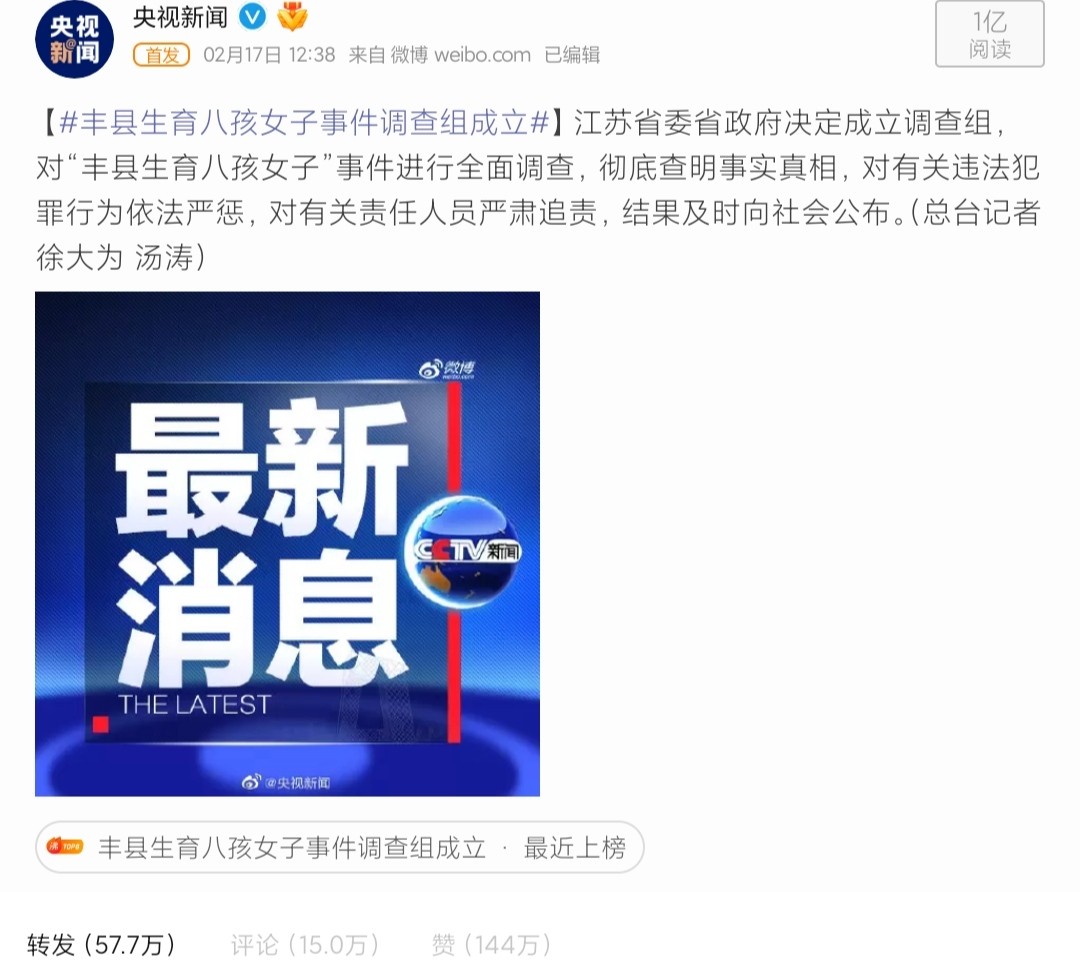 央视
新闻
央视新闻
首发 02月17日 12:38 来自 微博 weibo.com 已编辑
1亿
阅读
【#丰县生育八孩女子事件调查组成立#】江苏省委省政府决定成立调查组，
对“丰县生育八孩女子”事件进行全面调查，彻底查明事实真相，对有关违法犯
罪行为依法严惩，对有关责任人员严肃追责，结果及时向社会公布。（总台记者
徐大为 汤涛）
微博
weibo.com
最新
消息
CCTV新闻
THE LATEST
@央视新闻
沸 TOP8 丰县生育八孩女子事件调查组成立 · 最近上榜
转发 (57.7万) 评论 (15.0万) 赞 (144万)